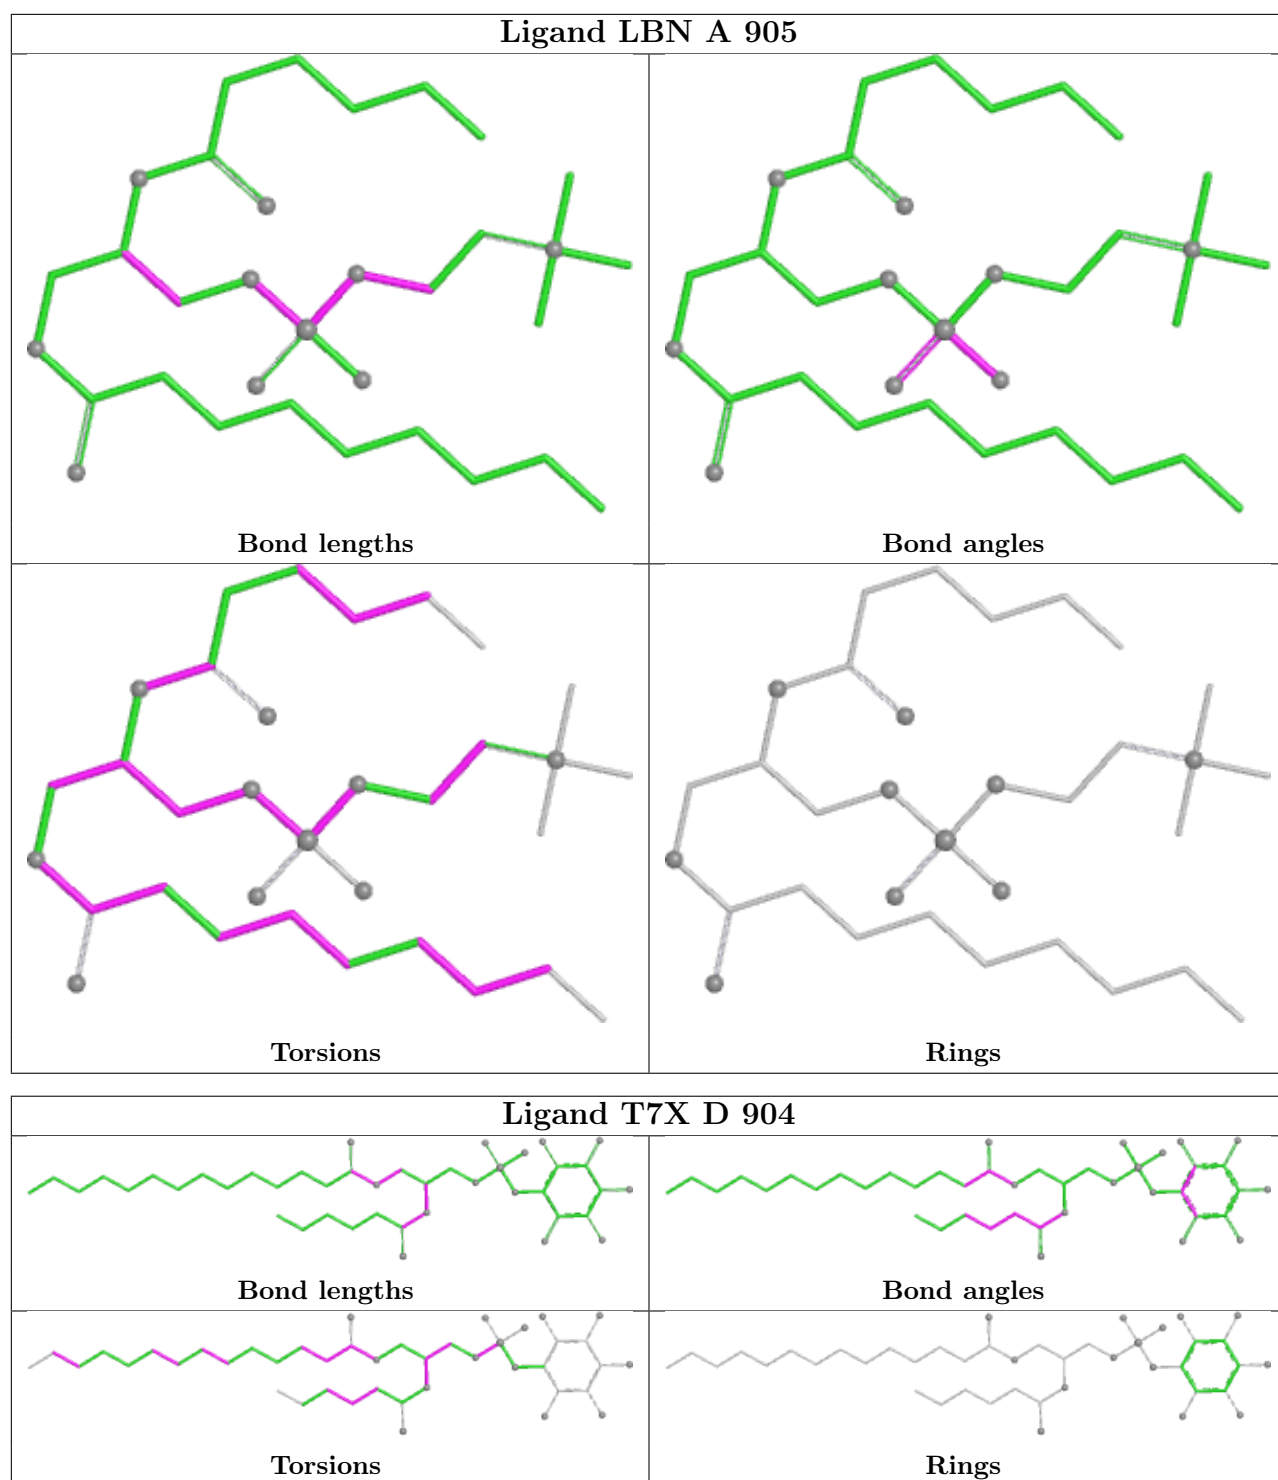 Ligand LBN A 905
Bond lengths
Bond angles
Torsions
Rings
Ligand T7X D 904
Bond lengths
Bond angles
Torsions
Rings